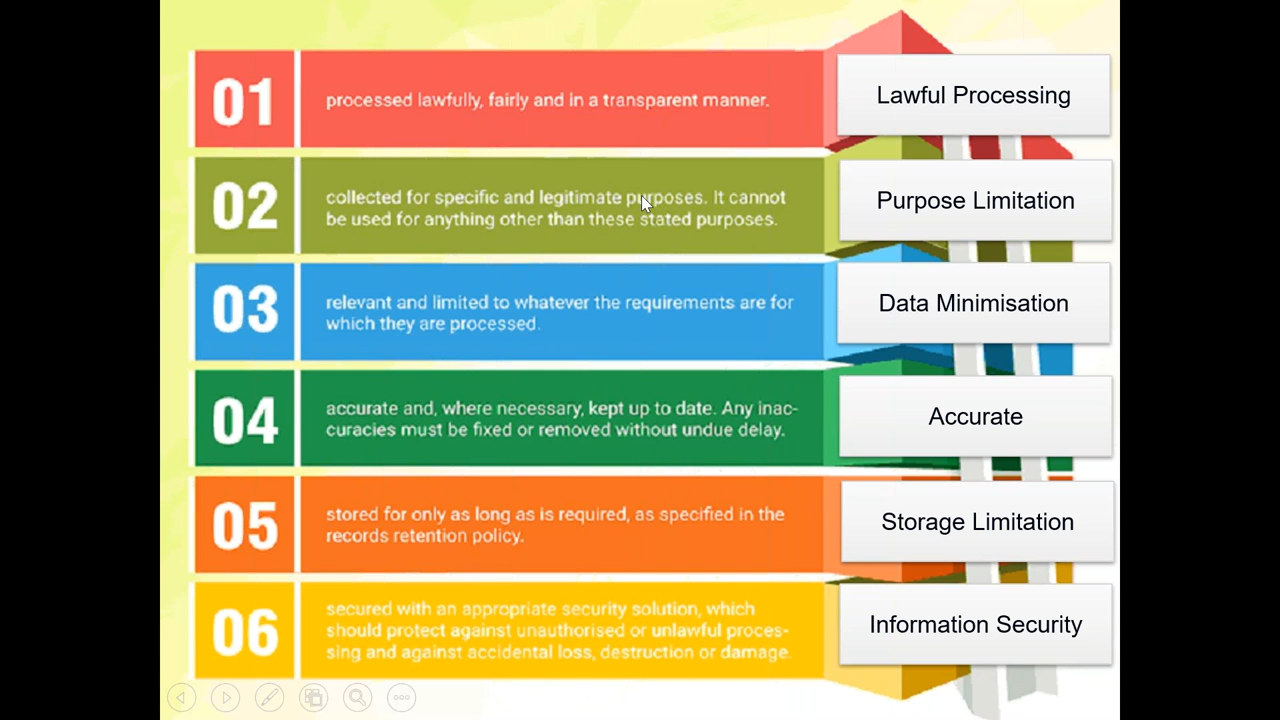 01
processed lawfully, fairly and in a transparent manner.
Lawful Processing
02
collected for specific and legitimate purposes. It cannot
be used for anything other than these stated purposes.
Purpose Limitation
03
relevant and limited to whatever the requirements are for
which they are processed.
Data Minimisation
04
accurate and, where necessary, kept up to date. Any inac-
curacies must be fixed or removed without undue delay.
Accurate
05
stored for only as long as is required, as specified in the
records retention policy.
Storage Limitation
06
secured with an appropriate security solution, which
should protect against unauthorised or unlawful proces-
sing and against accidental loss, destruction or damage.
Information Security